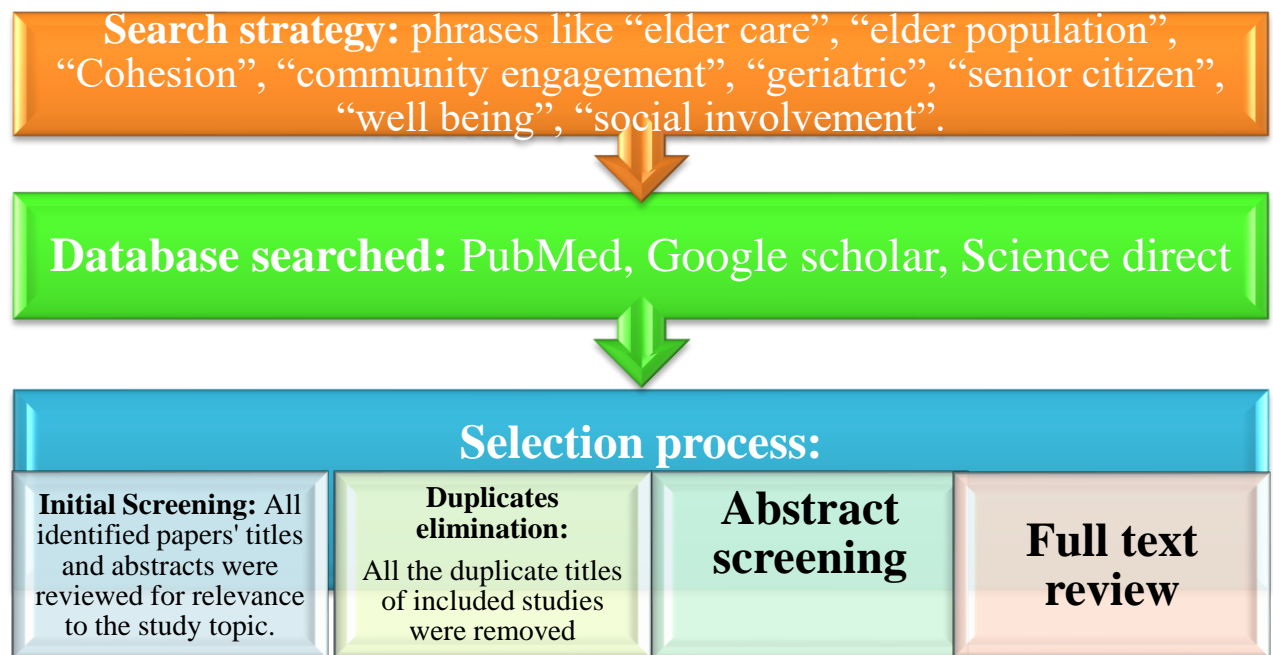 Search strategy: phrases like “elder care”, “elder population”,
“Cohesion”, “community engagement”, “geriatric”, “senior citizen”,
“well being”, “social involvement”.
Database searched: PubMed, Google scholar, Science direct
Selection process:
Initial Screening: All
identified papers' titles
and abstracts were
reviewed for relevance
to the study topic.
Duplicates
elimination:
All the duplicate titles
of included studies
were removed
Abstract
screening
Full text
review